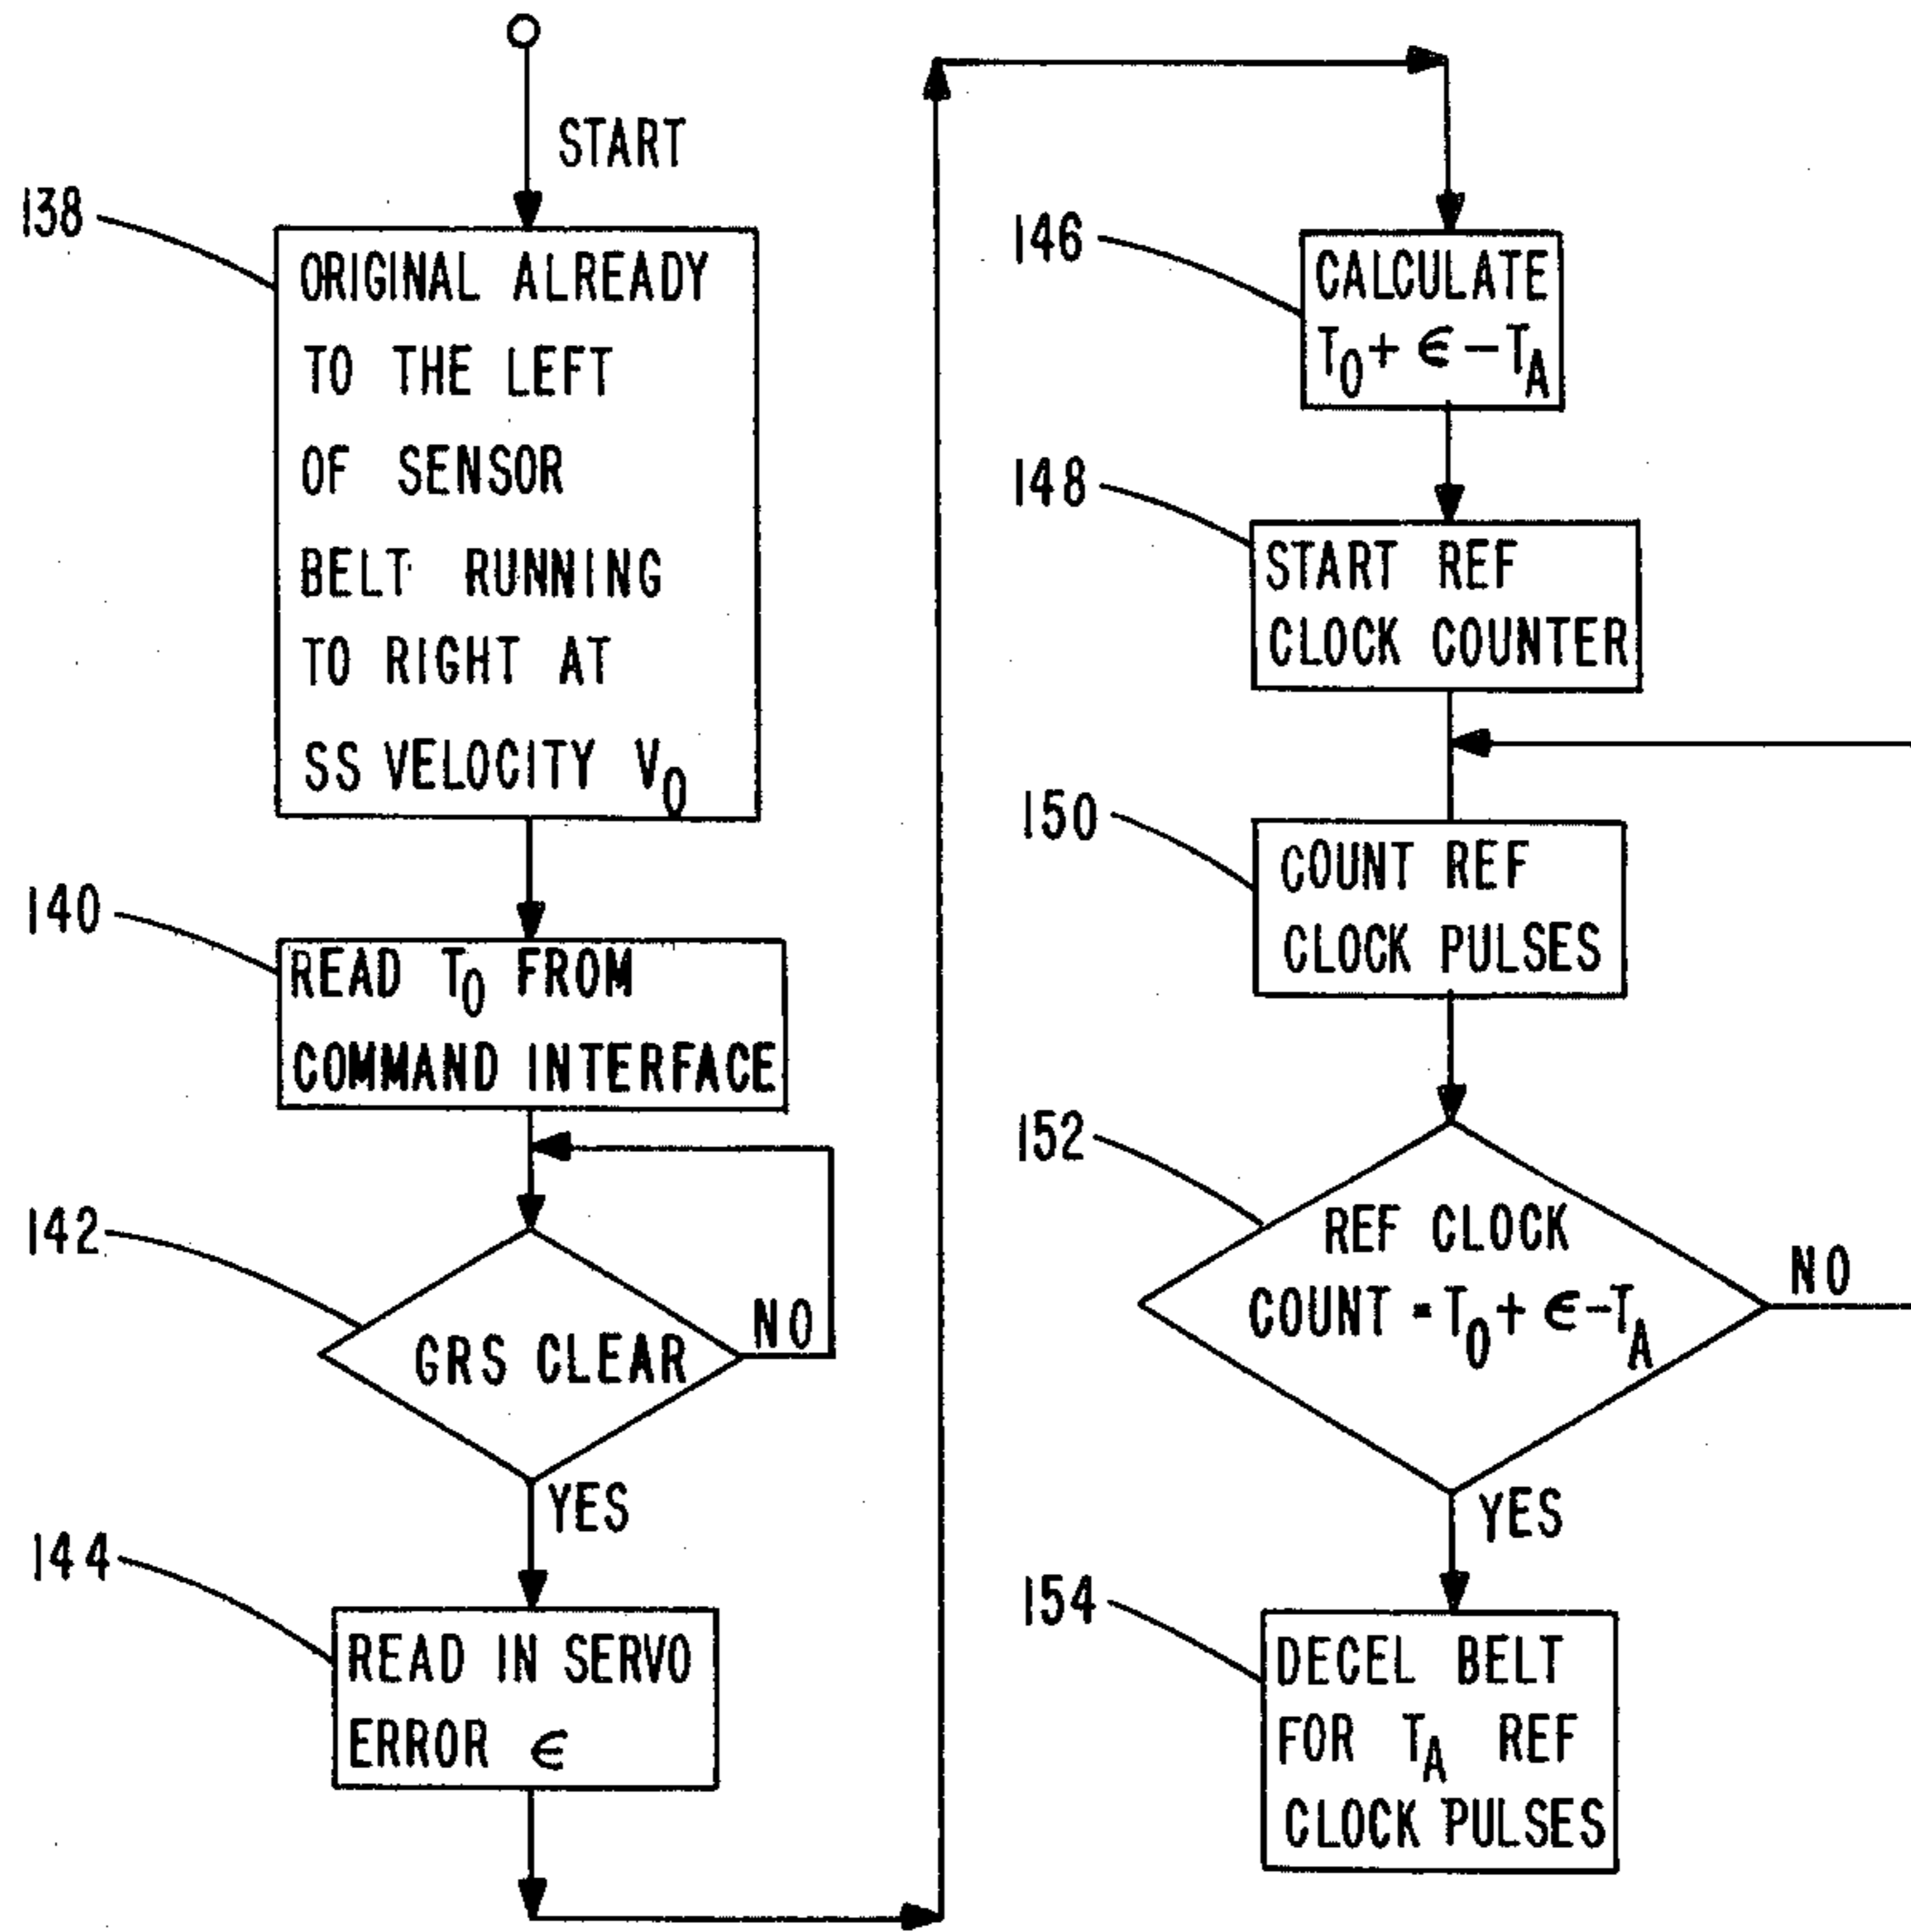 START
138
ORIGINAL ALREADY
TO THE LEFT
OF SENSOR
BELT RUNNING
TO RIGHT AT
SS VELOCITY V₀
140
READ T₀ FROM
COMMAND INTERFACE
142
GRS CLEAR
NO
YES
144
READ IN SERVO
ERROR ϵ
146
CALCULATE
T₀ + ϵ - T_A
148
START REF
CLOCK COUNTER
150
COUNT REF
CLOCK PULSES
152
REF CLOCK
COUNT = T₀ + ϵ - T_A
NO
YES
154
DECEL BELT
FOR T_A REF
CLOCK PULSES